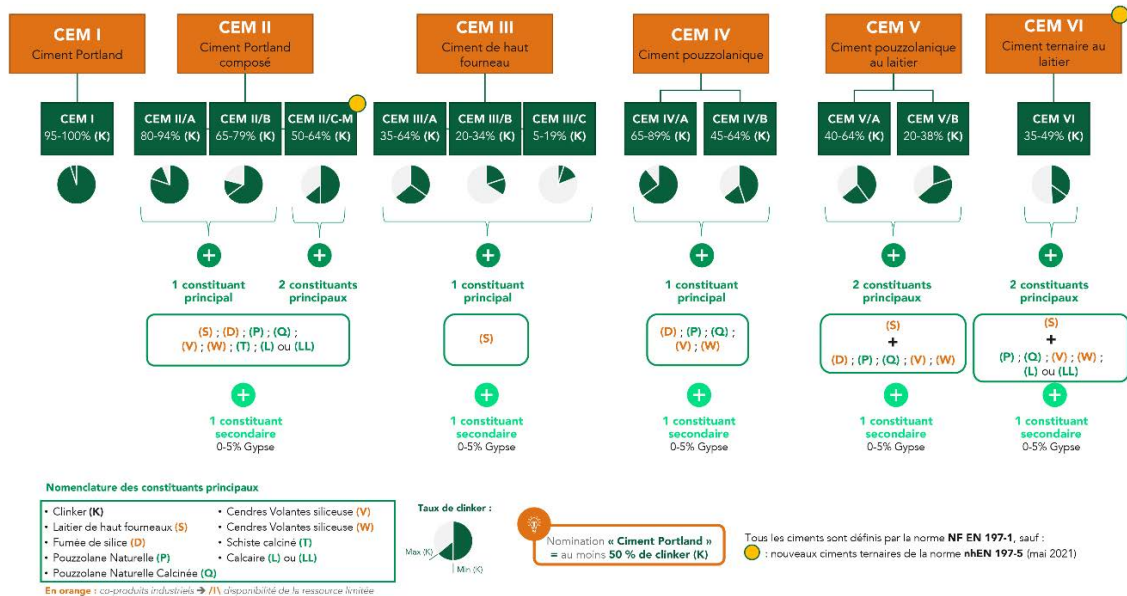 CEM I
Ciment Portland
CEM II
Ciment Portland
composé
CEM III
Ciment de haut
fourneau
CEM IV
Ciment pouzzolanique
CEM V
Ciment pouzzolanique
au laitier
CEM VI
Ciment ternaire au
laitier
CEM I
95-100% (K)
CEM II/A
80-94% (K)
CEM II/B
65-79% (K)
CEM II/C-M
50-64% (K)
CEM III/A
35-64% (K)
CEM III/B
20-34% (K)
CEM III/C
5-19% (K)
CEM IV/A
65-89% (K)
CEM IV/B
45-64% (K)
CEM V/A
40-64% (K)
CEM V/B
20-38% (K)
CEM VI
35-49% (K)
1 constituant
principal
2 constituants
principaux
1 constituant
principal
1 constituant
principal
2 constituants
principaux
2 constituants
principaux
(S) ; (D) ; (P) ; (Q) ;
(V) ; (W) ; (T) ; (L) ou (LL)
(S)
(D) ; (P) ; (Q) ;
(V) ; (W)
(S)
+
(D) ; (P) ; (Q) ; (V) ; (W)
(S)
+
(P) ; (Q) ; (V) ; (W) ;
(L) ou (LL)
1 constituant
secondaire
0-5% Gypse
1 constituant
secondaire
0-5% Gypse
1 constituant
secondaire
0-5% Gypse
1 constituant
secondaire
0-5% Gypse
1 constituant
secondaire
0-5% Gypse
Nomenclature des constituants principaux
• Clinker (K)
• Laitier de haut fourneaux (S)
• Fumée de silice (D)
• Pouzzolane Naturelle (P)
• Pouzzolane Naturelle Calcinée (Q)
• Cendres Volantes siliceuse (V)
• Cendres Volantes siliceuse (W)
• Schiste calciné (T)
• Calcaire (L) ou (LL)
En orange : co-produits industriels → /!\ disponibilité de la ressource limitée
Taux de clinker :
Max (K)
Min (K)
Nomination « Ciment Portland »
= au moins 50 % de clinker (K)
Tous les ciments sont définis par la norme NF EN 197-1, sauf :
: nouveaux ciments ternaires de la norme nhEN 197-5 (mai 2021)